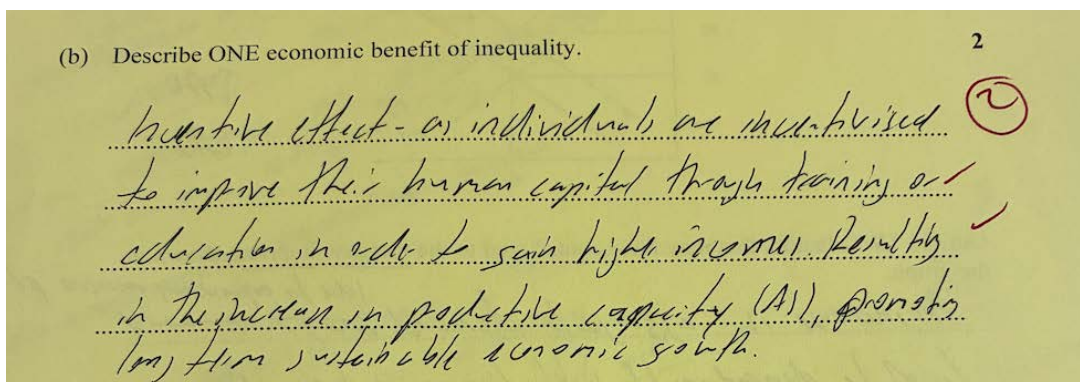 (b) Describe ONE economic benefit of inequality. 2
Incentive effect - as individuals are incentivised 2
to improve their human capital through training or
education in order to gain higher incomes. Resulting
in the increase in productive capacity (AS), promoting
long term sustainable economic growth.